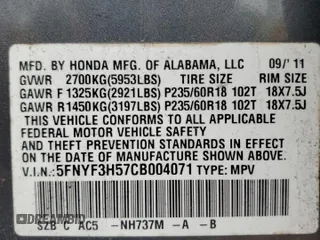 MFD. BY HONDA MFG. OF ALABAMA, LLC 09/'11
GVWR 2700KG(5953LBS) TIRE SIZE RIM SIZE
GAWR F 1325KG(2921LBS) P235/60R18 102T 18X7.5J
GAWR R1450KG(3197LBS) P235/60R18 102T 18X7.5J
THIS VEHICLE CONFORMS TO ALL APPLICABLE
FEDERAL MOTOR VEHICLE SAFETY
AND THEFT PREVENTION STANDARDS IN EFFECT
ON THE DATE OF MANUFACTURE SHOWN ABOVE.
V.I.N.:5FNYF3H57CB004071 TYPE: MPV
SZB C AC5 -NH737M -A -B
DREAMBID